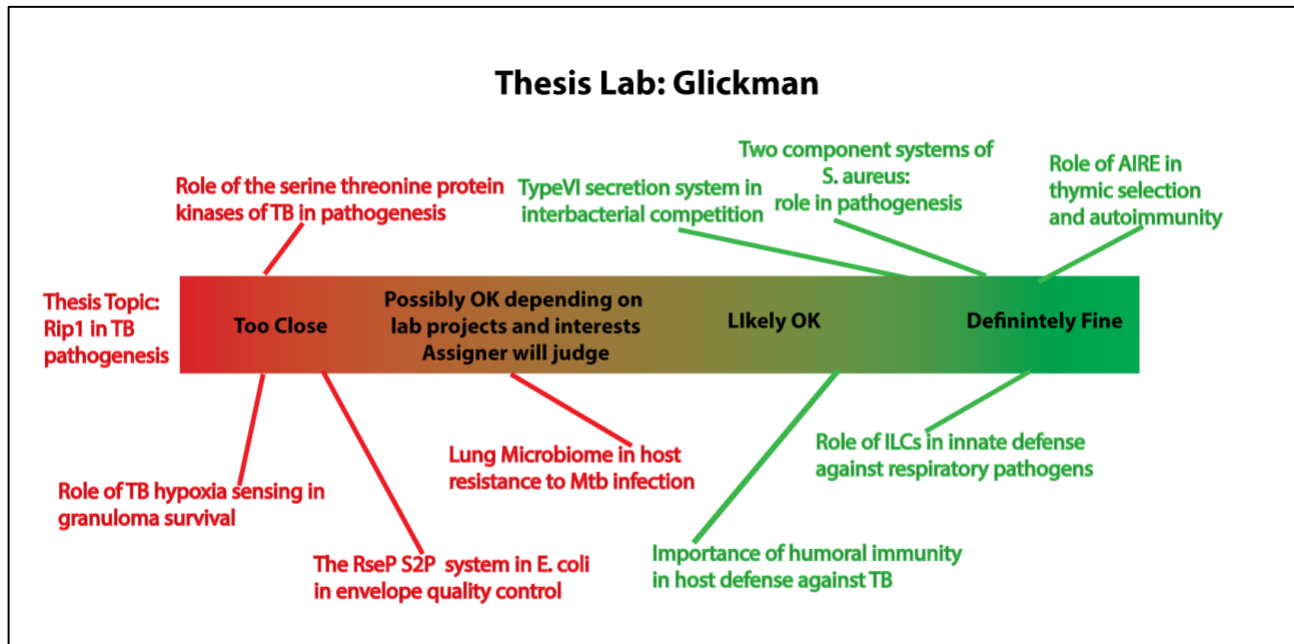 Thesis Lab: Glickman
Role of the serine threonine protein
kinases of TB in pathogenesis
TypeVI secretion system in
interbacterial competition
Two component systems of
S. aureus:
role in pathogenesis
Role of AIRE in
thymic selection
and autoimmunity
Thesis Topic:
Rip1 in TB
pathogenesis
Too Close
Possibly OK depending on
lab projects and interests
Assigner will judge
LIkely OK
Definintely Fine
Role of TB hypoxia sensing in
granuloma survival
The RseP S2P system in E. coli
in envelope quality control
Lung Microbiome in host
resistance to Mtb infection
Importance of humoral immunity
in host defense against TB
Role of ILCs in innate defense
against respiratory pathogens